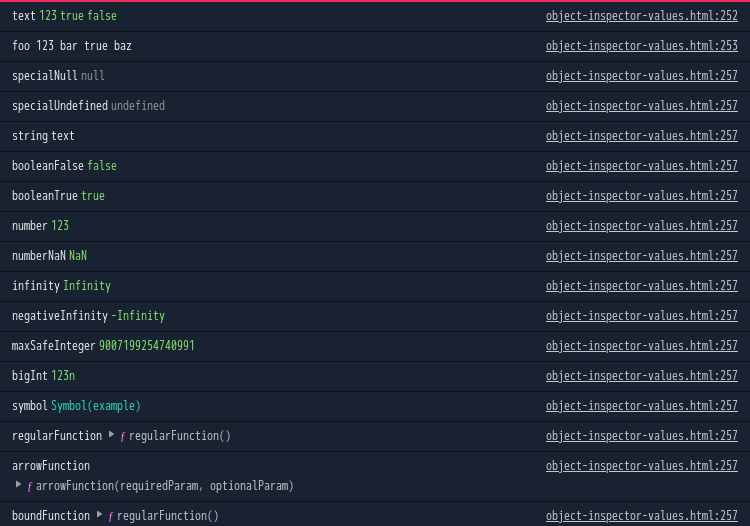 text 123 true false object-inspector-values.html:252
foo 123 bar true baz object-inspector-values.html:253
specialNull null object-inspector-values.html:257
specialUndefined undefined object-inspector-values.html:257
string text object-inspector-values.html:257
booleanFalse false object-inspector-values.html:257
booleanTrue true object-inspector-values.html:257
number 123 object-inspector-values.html:257
numberNaN NaN object-inspector-values.html:257
infinity Infinity object-inspector-values.html:257
negativeInfinity -Infinity object-inspector-values.html:257
maxSafeInteger 9007199254740991 object-inspector-values.html:257
bigInt 123n object-inspector-values.html:257
symbol Symbol(example) object-inspector-values.html:257
regularFunction ▶ ƒ regularFunction() object-inspector-values.html:257
arrowFunction object-inspector-values.html:257
▶ ƒ arrowFunction(requiredParam, optionalParam)
boundFunction ▶ ƒ regularFunction() object-inspector-values.html:257